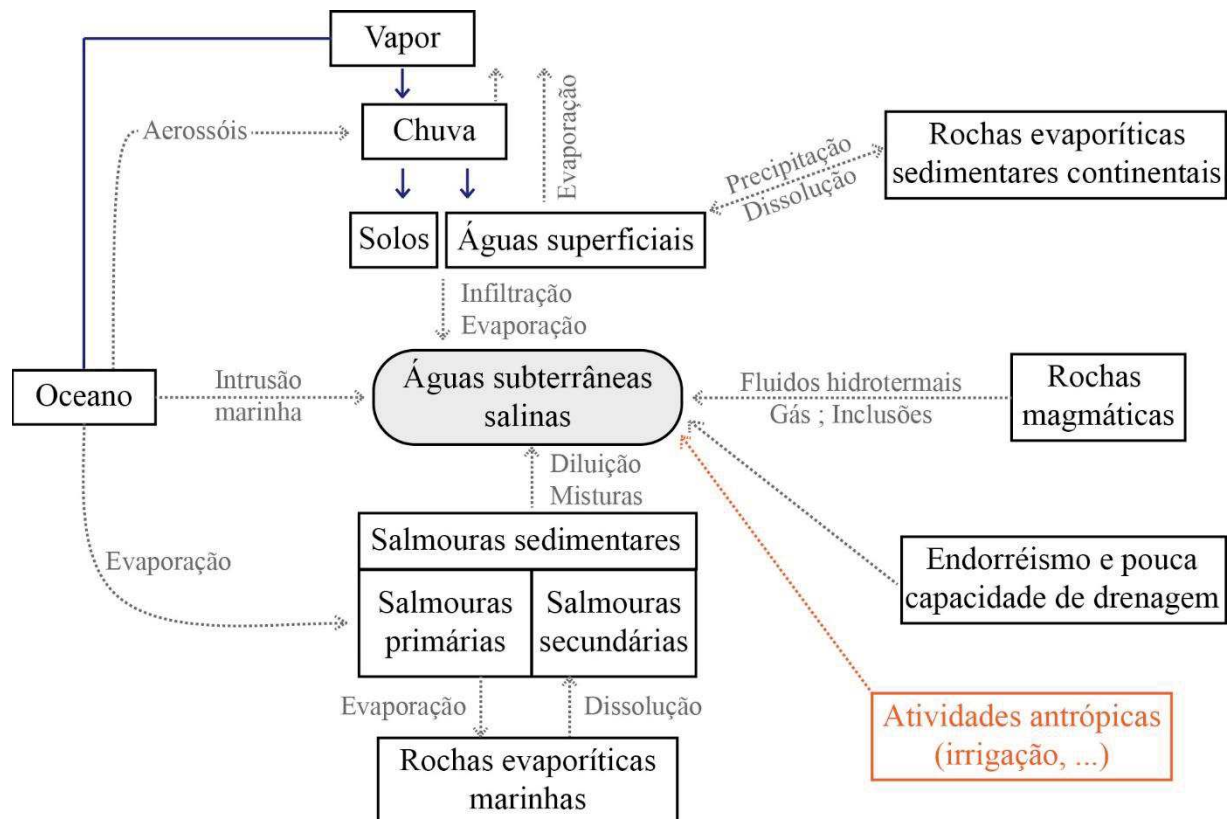 Vapor
Aerossóis
Chuva
Evaporação
Precipitação
Dissolução
Rochas evaporíticas
sedimentares continentais
Solos
Águas superficiais
Infiltração
Evaporação
Oceano
Intrusão
marinha
Águas subterrâneas
salinas
Fluidos hidrotermais
Gás ; Inclusões
Rochas
magmáticas
Diluição
Misturas
Salmouras sedimentares
Evaporação
Salmouras
primárias
Salmouras
secundárias
Endorréismo e pouca
capacidade de drenagem
Evaporação
Dissolução
Rochas evaporíticas
marinhas
Atividades antrópicas
(irrigação, ...)